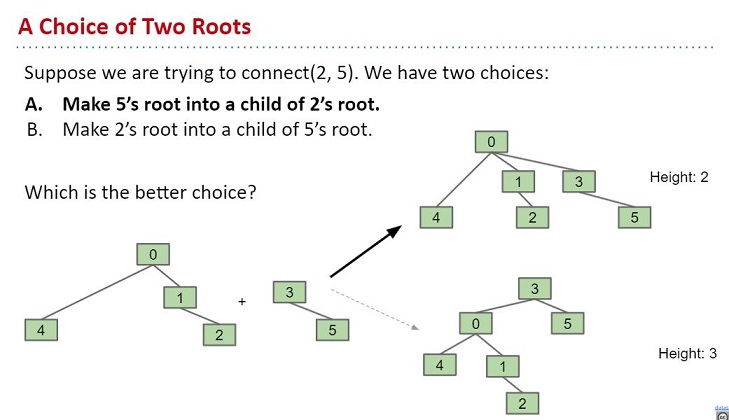 A Choice of Two Roots
Suppose we are trying to connect(2, 5). We have two choices:
A. Make 5’s root into a child of 2’s root.
B. Make 2’s root into a child of 5’s root.
Which is the better choice?
0
1
3
Height: 2
4
2
5
0
1
4
2
+
3
5
3
0
5
4
1
2
Height: 3